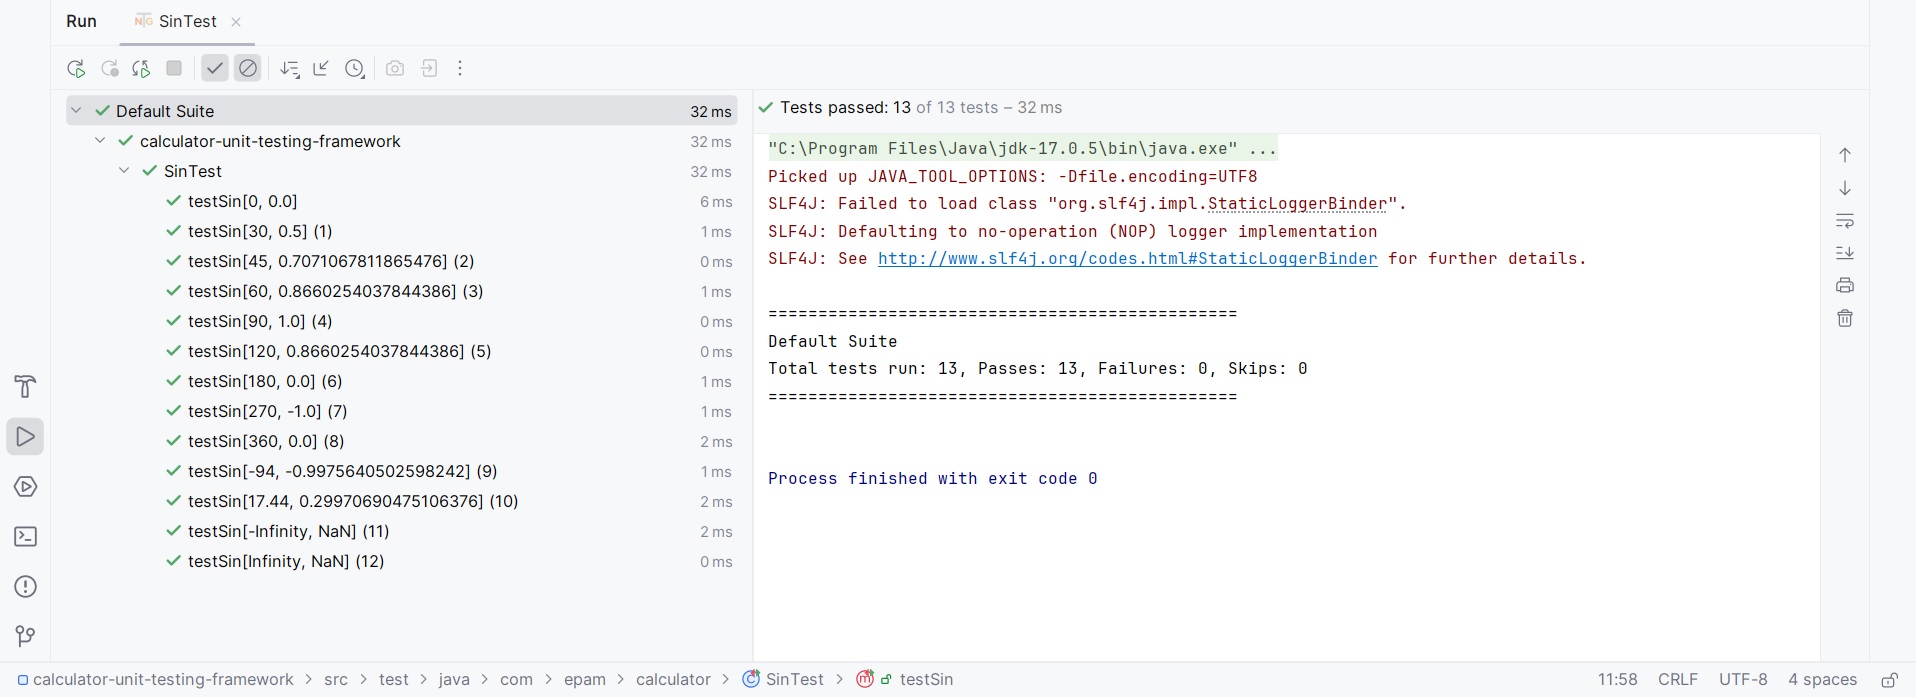 Run SinTest
Default Suite 32 ms
calculator-unit-testing-framework 32 ms
SinTest 32 ms
testSin[0, 0.0] 6 ms
testSin[30, 0.5] (1) 1 ms
testSin[45, 0.7071067811865476] (2) 0 ms
testSin[60, 0.8660254037844386] (3) 1 ms
testSin[90, 1.0] (4) 0 ms
testSin[120, 0.8660254037844386] (5) 0 ms
testSin[180, 0.0] (6) 1 ms
testSin[270, -1.0] (7) 1 ms
testSin[360, 0.0] (8) 2 ms
testSin[-94, -0.9975640502598242] (9) 1 ms
testSin[17.44, 0.29970690475106376] (10) 2 ms
testSin[-Infinity, NaN] (11) 2 ms
testSin[Infinity, NaN] (12) 0 ms
Tests passed: 13 of 13 tests – 32 ms
"C:\Program Files\Java\jdk-17.0.5\bin\java.exe" ...
Picked up JAVA_TOOL_OPTIONS: -Dfile.encoding=UTF8
SLF4J: Failed to load class "org.slf4j.impl.StaticLoggerBinder".
SLF4J: Defaulting to no-operation (NOP) logger implementation
SLF4J: See http://www.slf4j.org/codes.html#StaticLoggerBinder for further details.
===============================================
Default Suite
Total tests run: 13, Passes: 13, Failures: 0, Skips: 0
===============================================
Process finished with exit code 0
calculator-unit-testing-framework > src > test > java > com > epam > calculator > SinTest > testSin 11:58 CRLF UTF-8 4 spaces